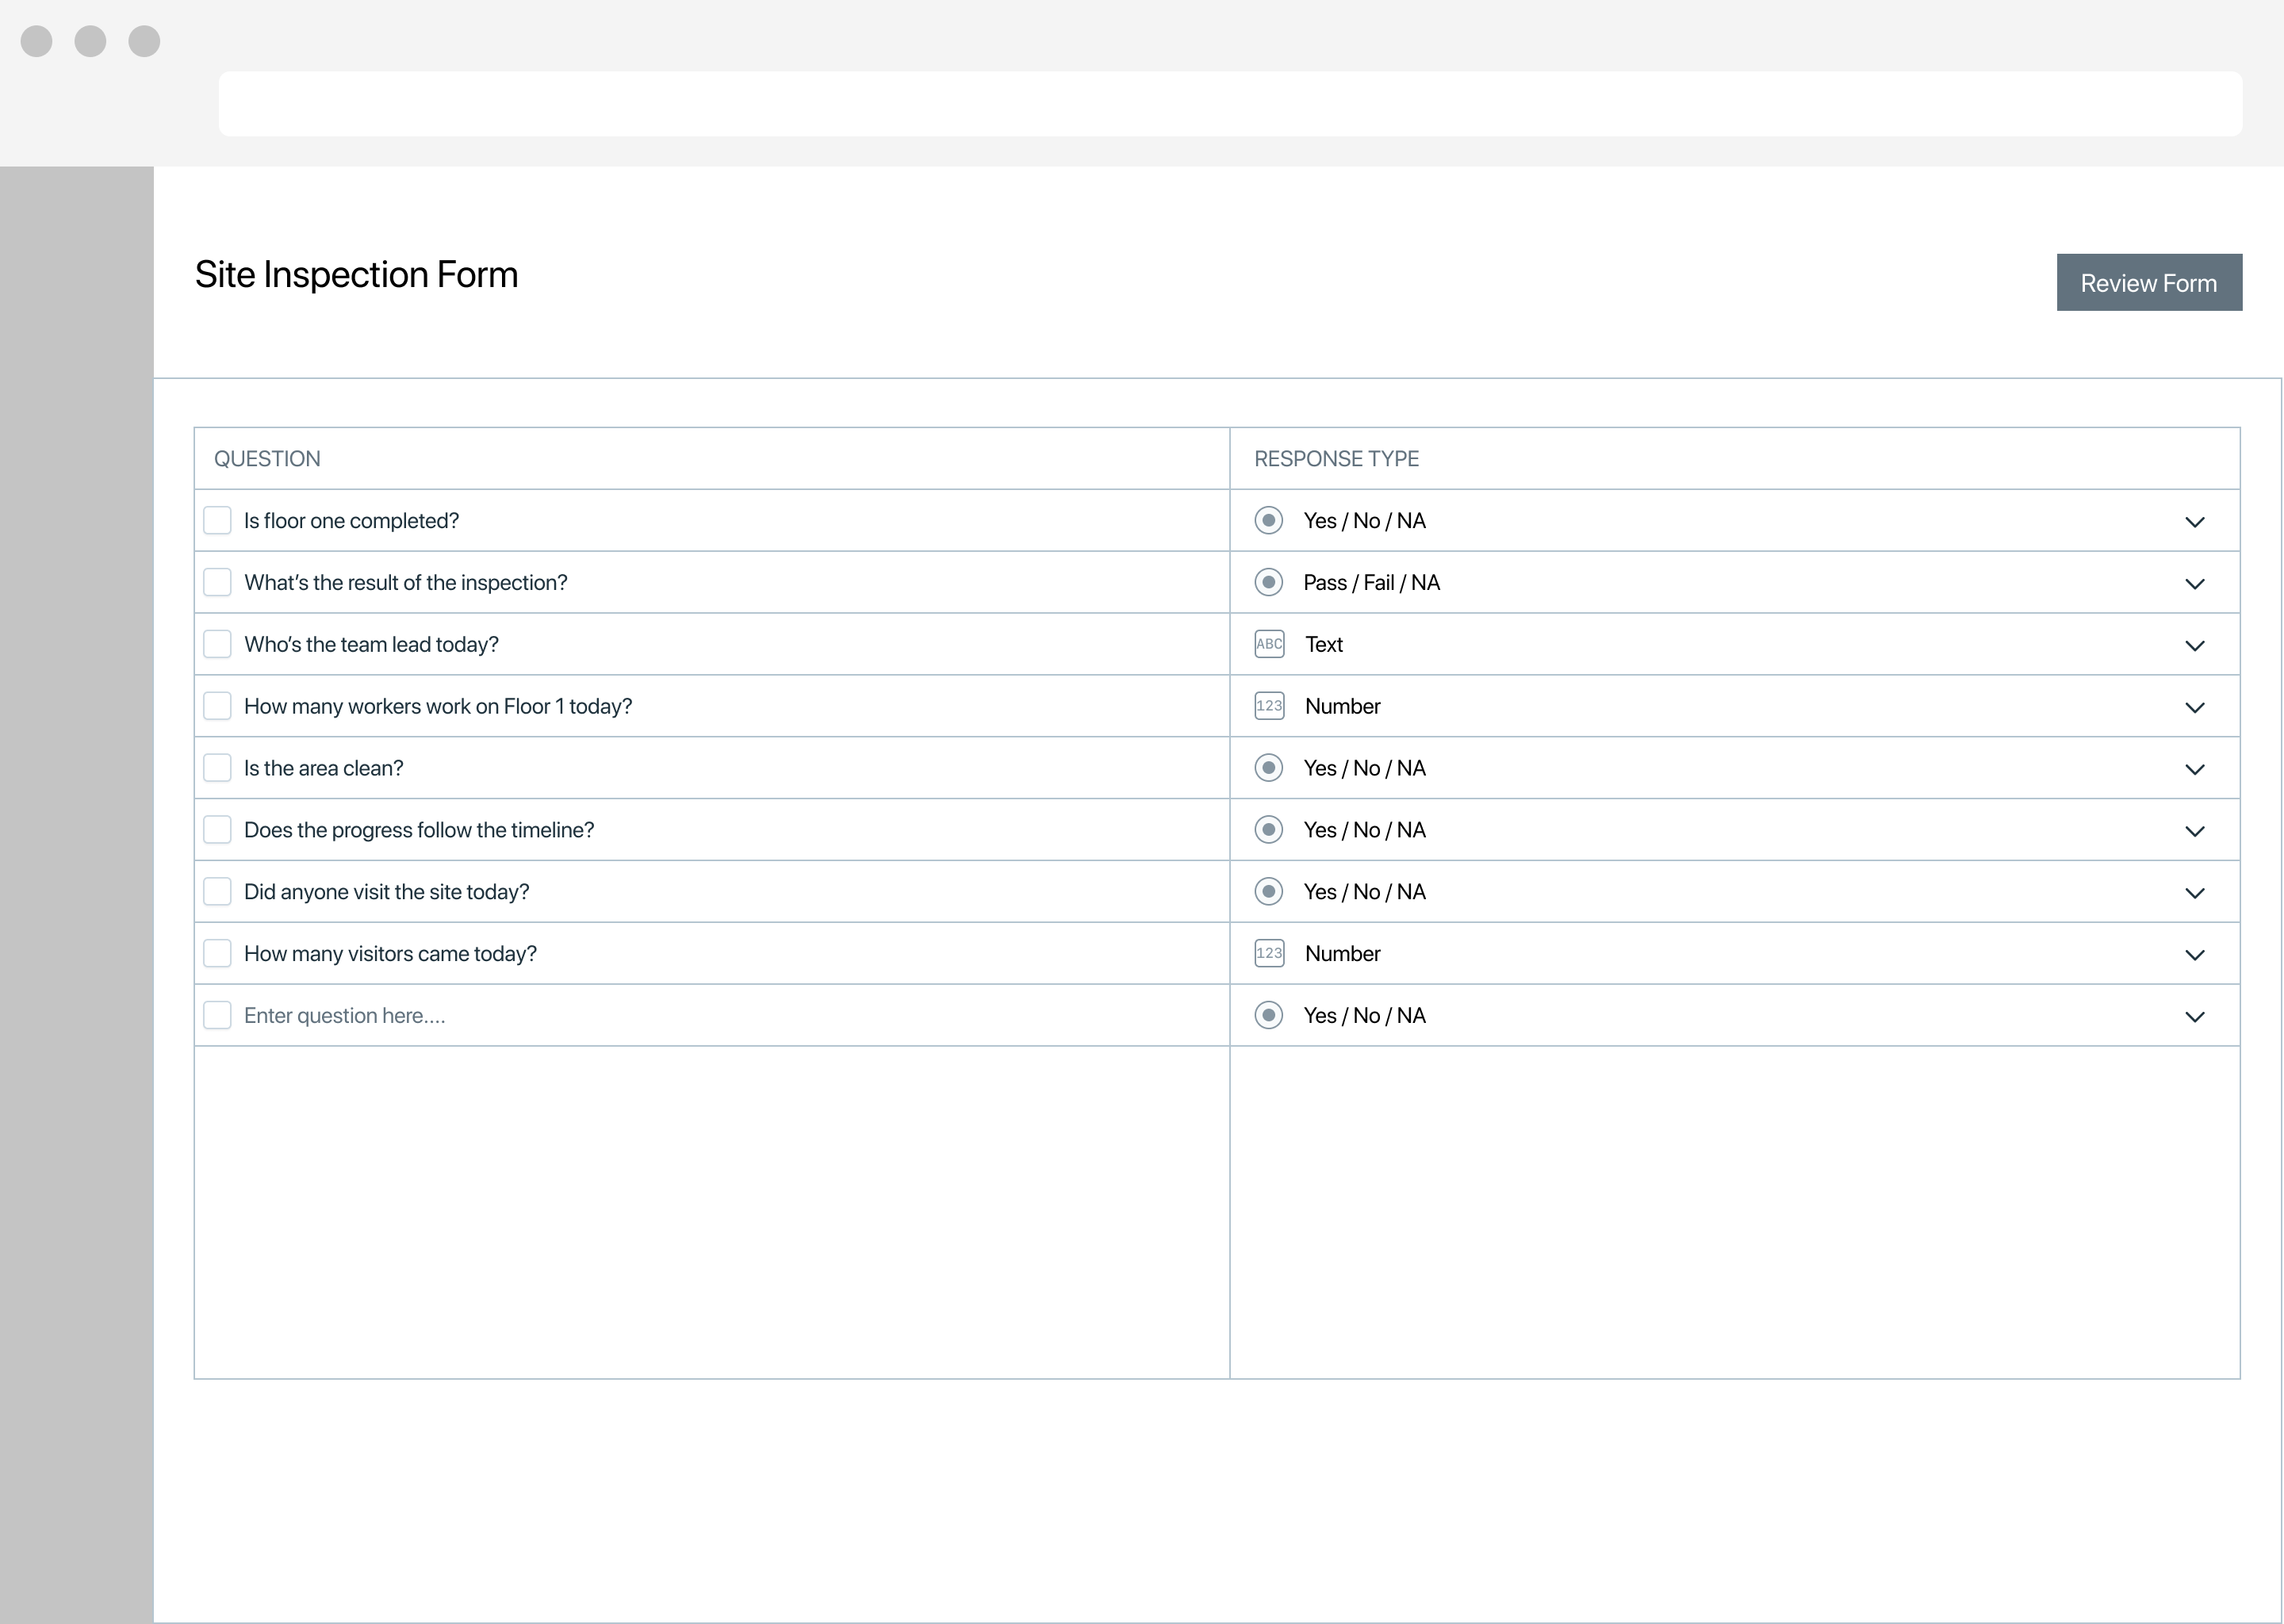 Site Inspection Form
Review Form
QUESTION
RESPONSE TYPE
Is floor one completed?
Yes / No / NA
What’s the result of the inspection?
Pass / Fail / NA
Who’s the team lead today?
ABC Text
How many workers work on Floor 1 today?
123 Number
Is the area clean?
Yes / No / NA
Does the progress follow the timeline?
Yes / No / NA
Did anyone visit the site today?
Yes / No / NA
How many visitors came today?
123 Number
Enter question here....
Yes / No / NA